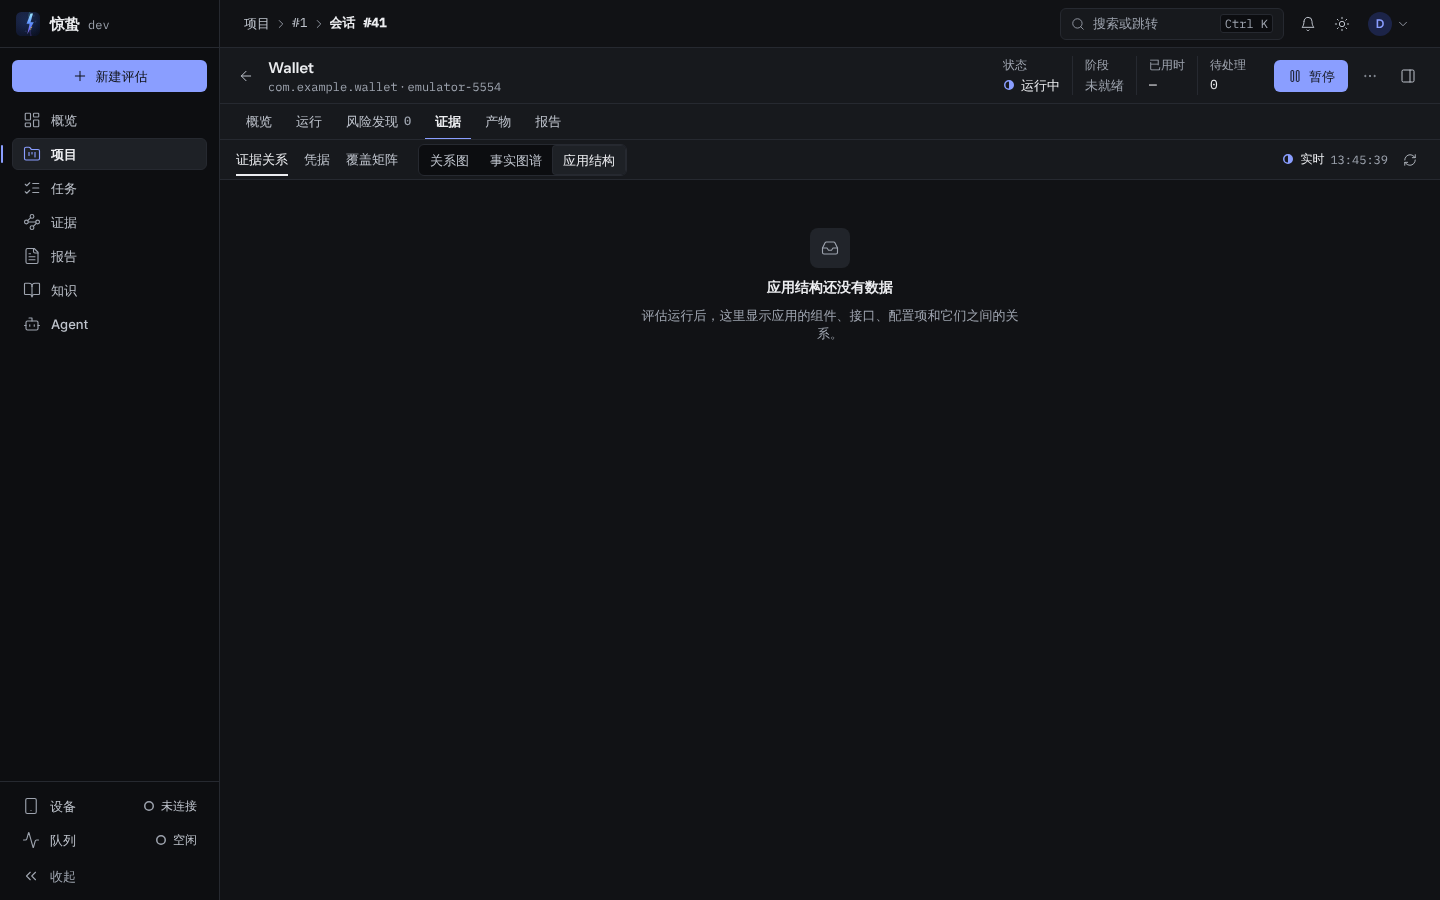 惊蛰 dev
项目 > #1 > 会话 #41
搜索或跳转 Ctrl K
D
新建评估
概览
项目
任务
证据
报告
知识
Agent
设备 未连接
队列 空闲
收起
Wallet
com.example.wallet·emulator-5554
状态 阶段 已用时 待处理
运行中 未就绪 — 0
暂停
概览 运行 风险发现 0 证据 产物 报告
证据关系 凭据 覆盖矩阵 关系图 事实图谱 应用结构
实时 13:45:39
应用结构还没有数据
评估运行后，这里显示应用的组件、接口、配置项和它们之间的关
系。